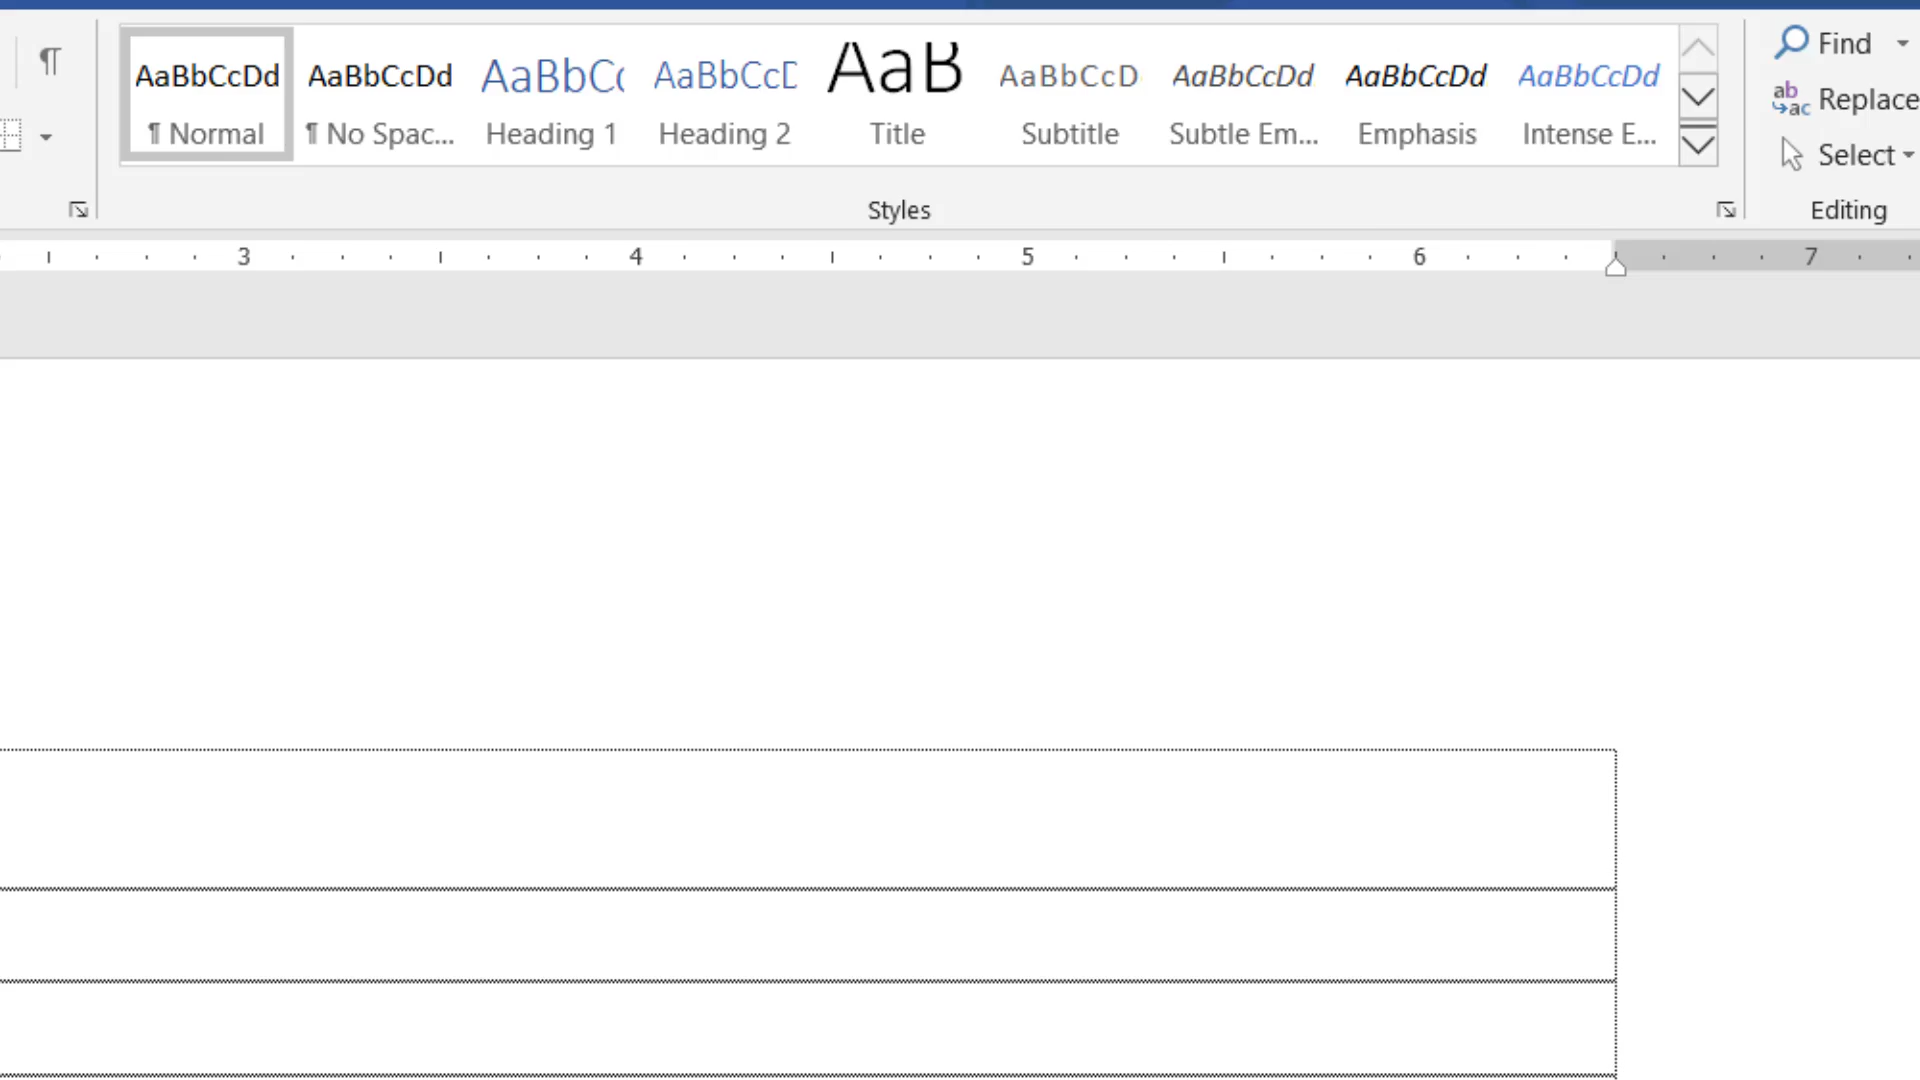 ¶
AaBbCcDd AaBbCcDd AaBbC AaBbCc AaB AaBbCcD AaBbCcDd AaBbCcDd AaBbCcDd
¶ Normal ¶ No Spac... Heading 1 Heading 2 Title Subtitle Subtle Em... Emphasis Intense E...
Find
ab
ac Replace
Select
Styles
Editing
3 4 5 6 7